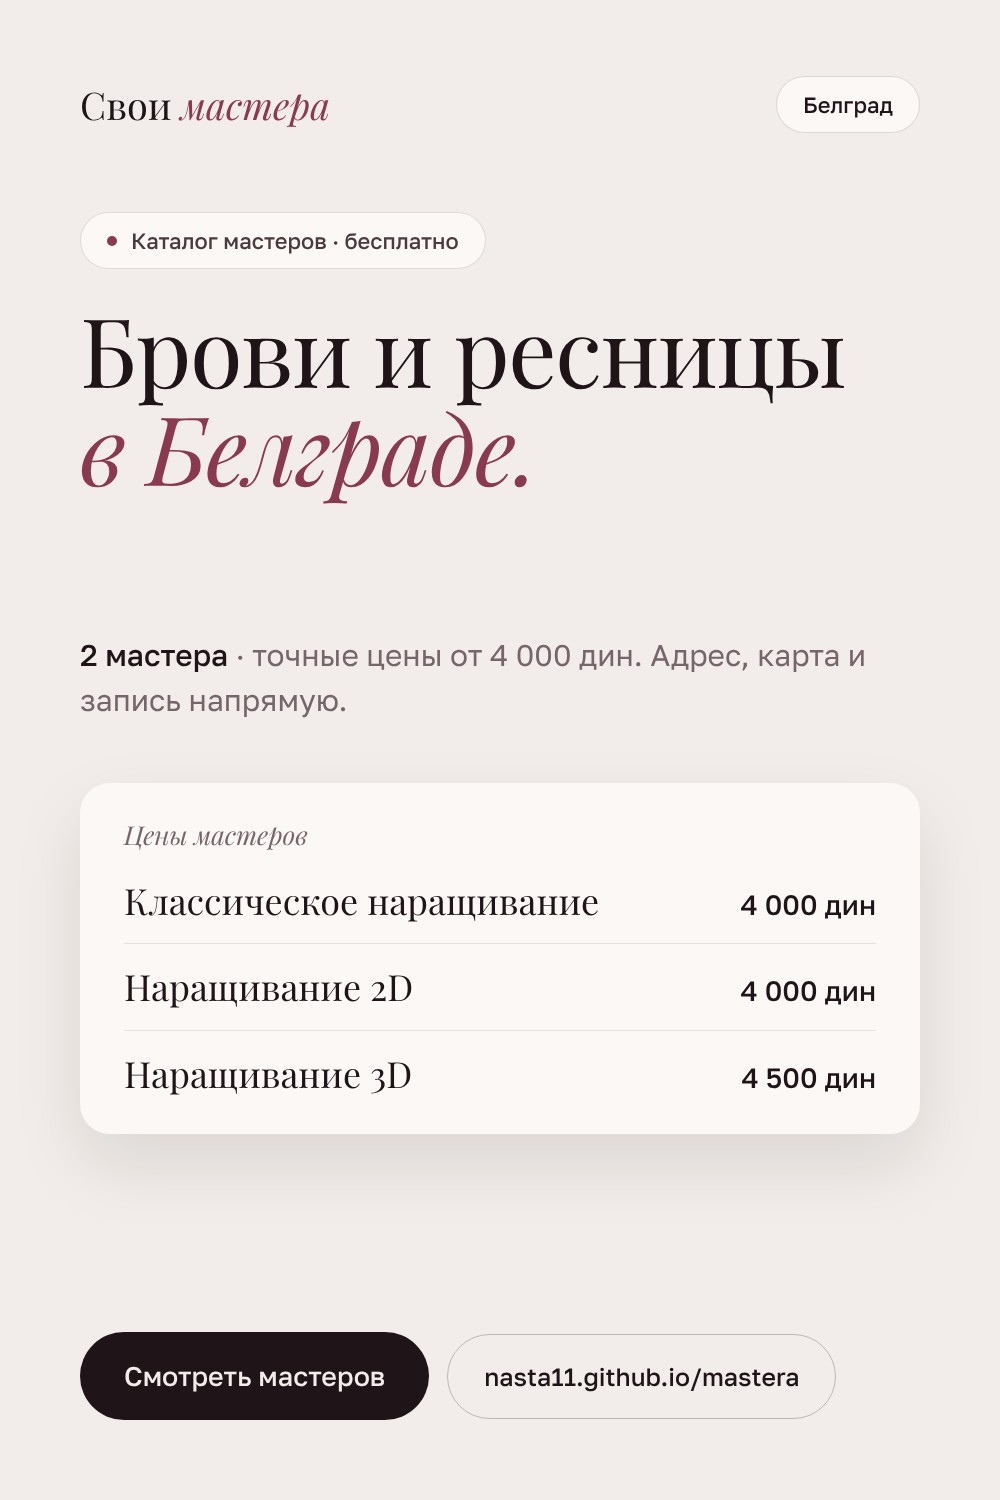 Свои мастера
Белград
Каталог мастеров · бесплатно
Брови и ресницы
в Белграде.
2 мастера · точные цены от 4 000 дин. Адрес, карта и
запись напрямую.
Цены мастеров
Классическое наращивание 4 000 дин
Наращивание 2D 4 000 дин
Наращивание 3D 4 500 дин
Смотреть мастеров
nasta11.github.io/mastera